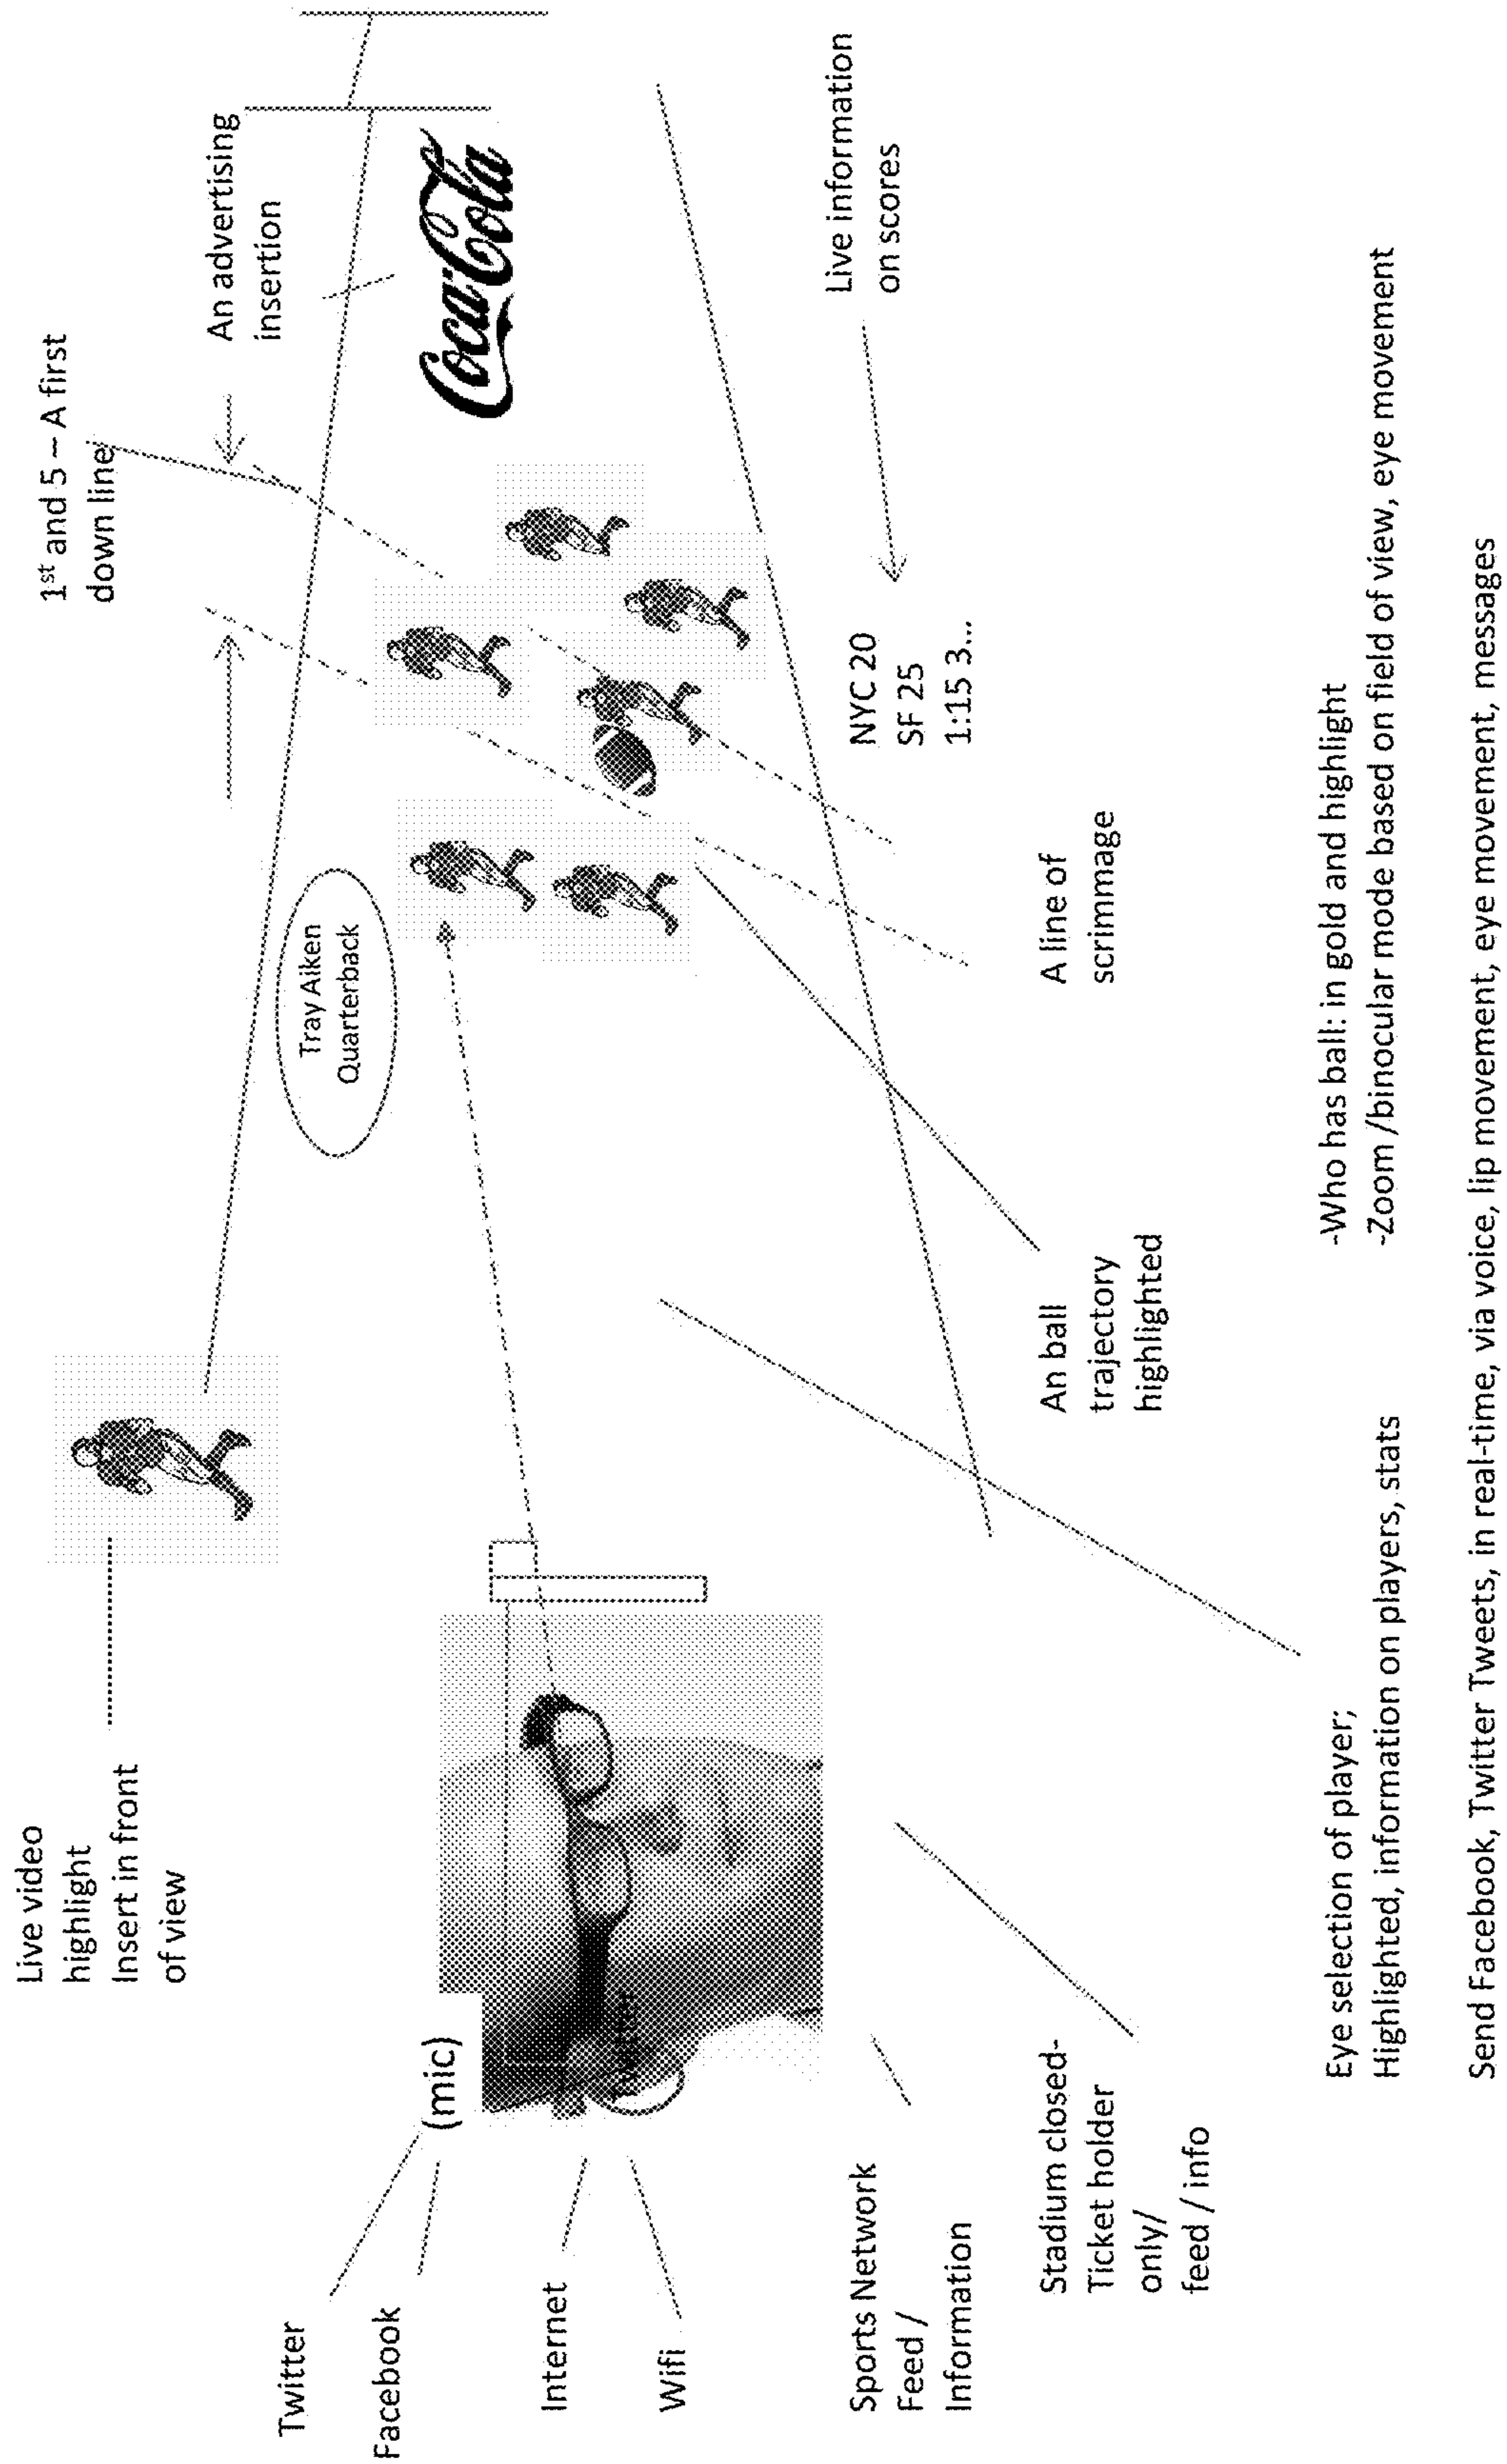 Live video
highlight
Insert in front
of view
1st and 5 – A first
down line
An advertising
insertion
Tray Aiken
Quarterback
Coca-Cola
Twitter
Facebook
(mic)
Twitter
Internet
Wifi
Sports Network
Feed /
Information
Stadium closed-
Ticket holder
only/
feed / info
An ball
trajectory
highlighted
A line of
scrimmage
NYC 20
SF 25
1:15 3...
Live information
on scores
Eye selection of player;
Highlighted, information on players, stats
-Who has ball: in gold and highlight
-Zoom /binocular mode based on field of view, eye movement
Send Facebook, Twitter Tweets, in real-time, via voice, lip movement, eye movement, messages